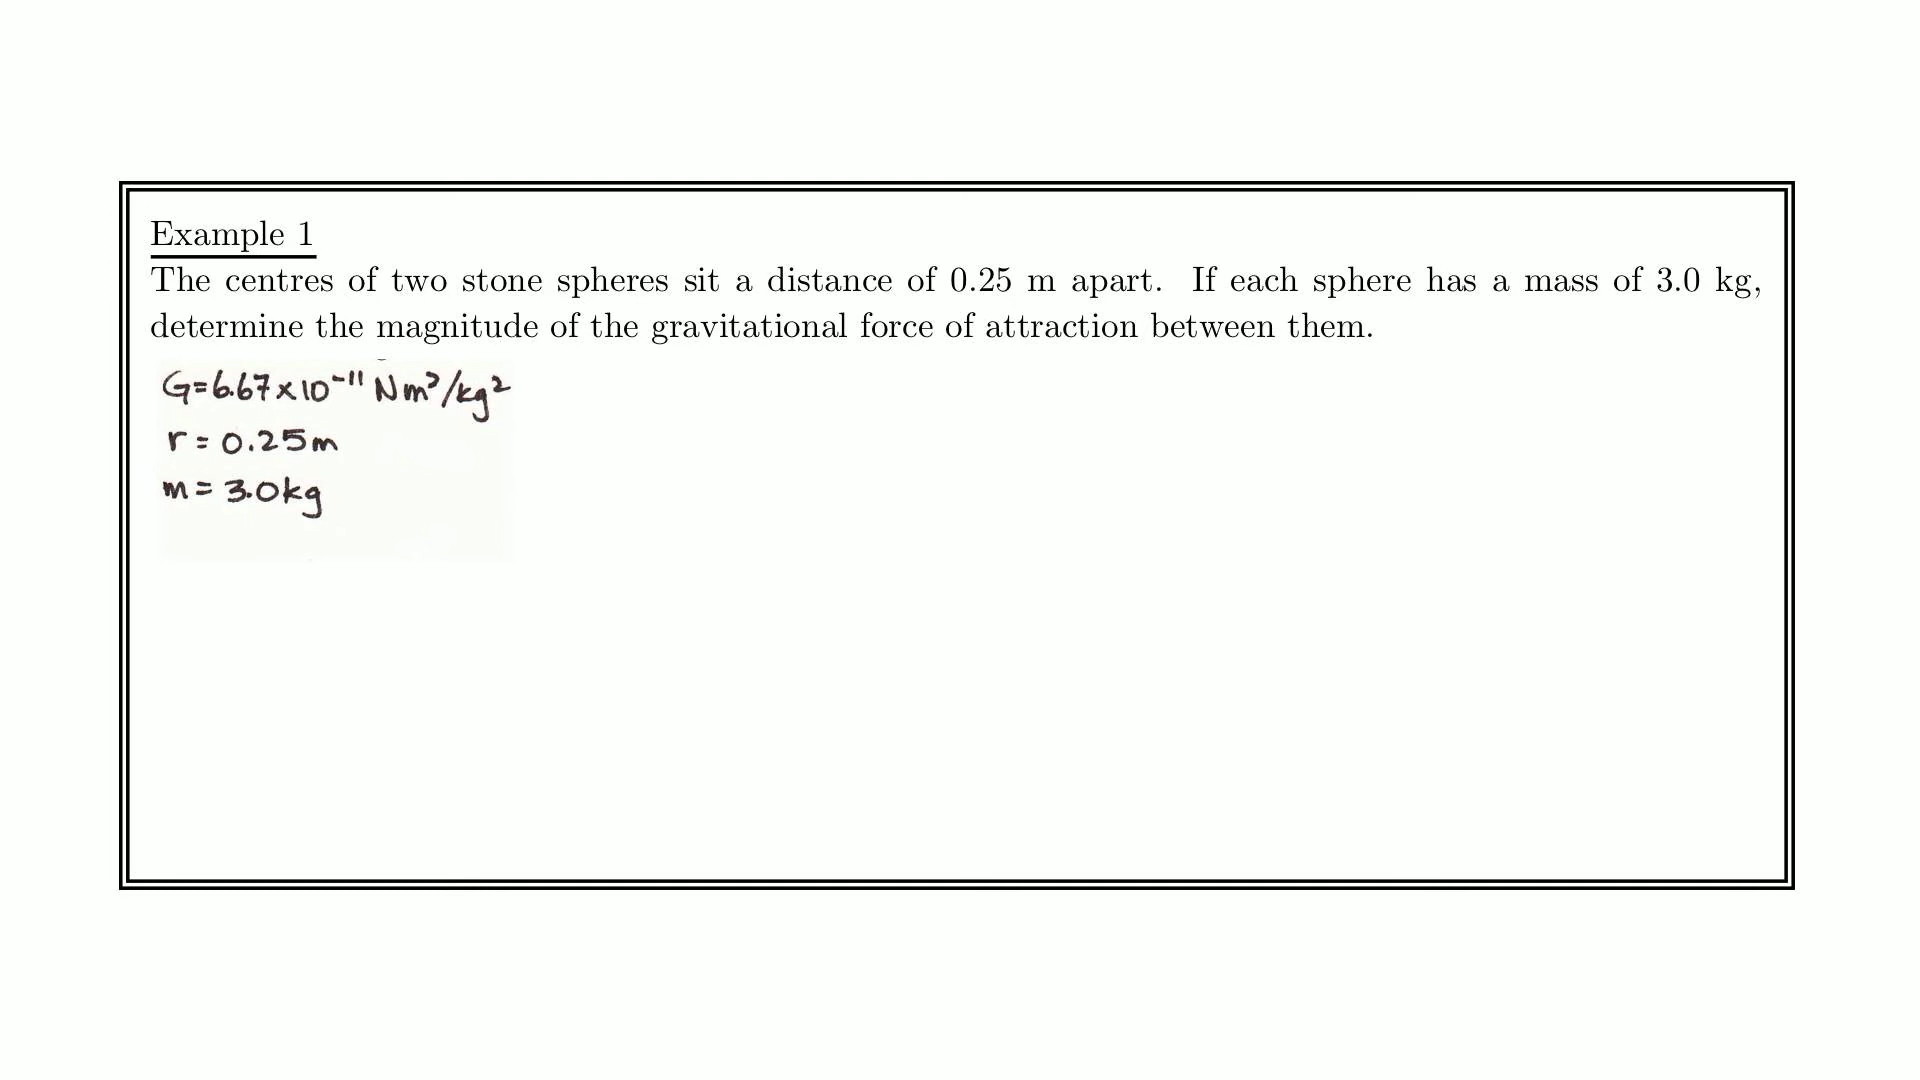 Example 1
The centres of two stone spheres sit a distance of 0.25 m apart. If each sphere has a mass of 3.0 kg,
determine the magnitude of the gravitational force of attraction between them.
G=6.67×10⁻¹¹ Nm²/kg²
r = 0.25m
m = 3.0kg